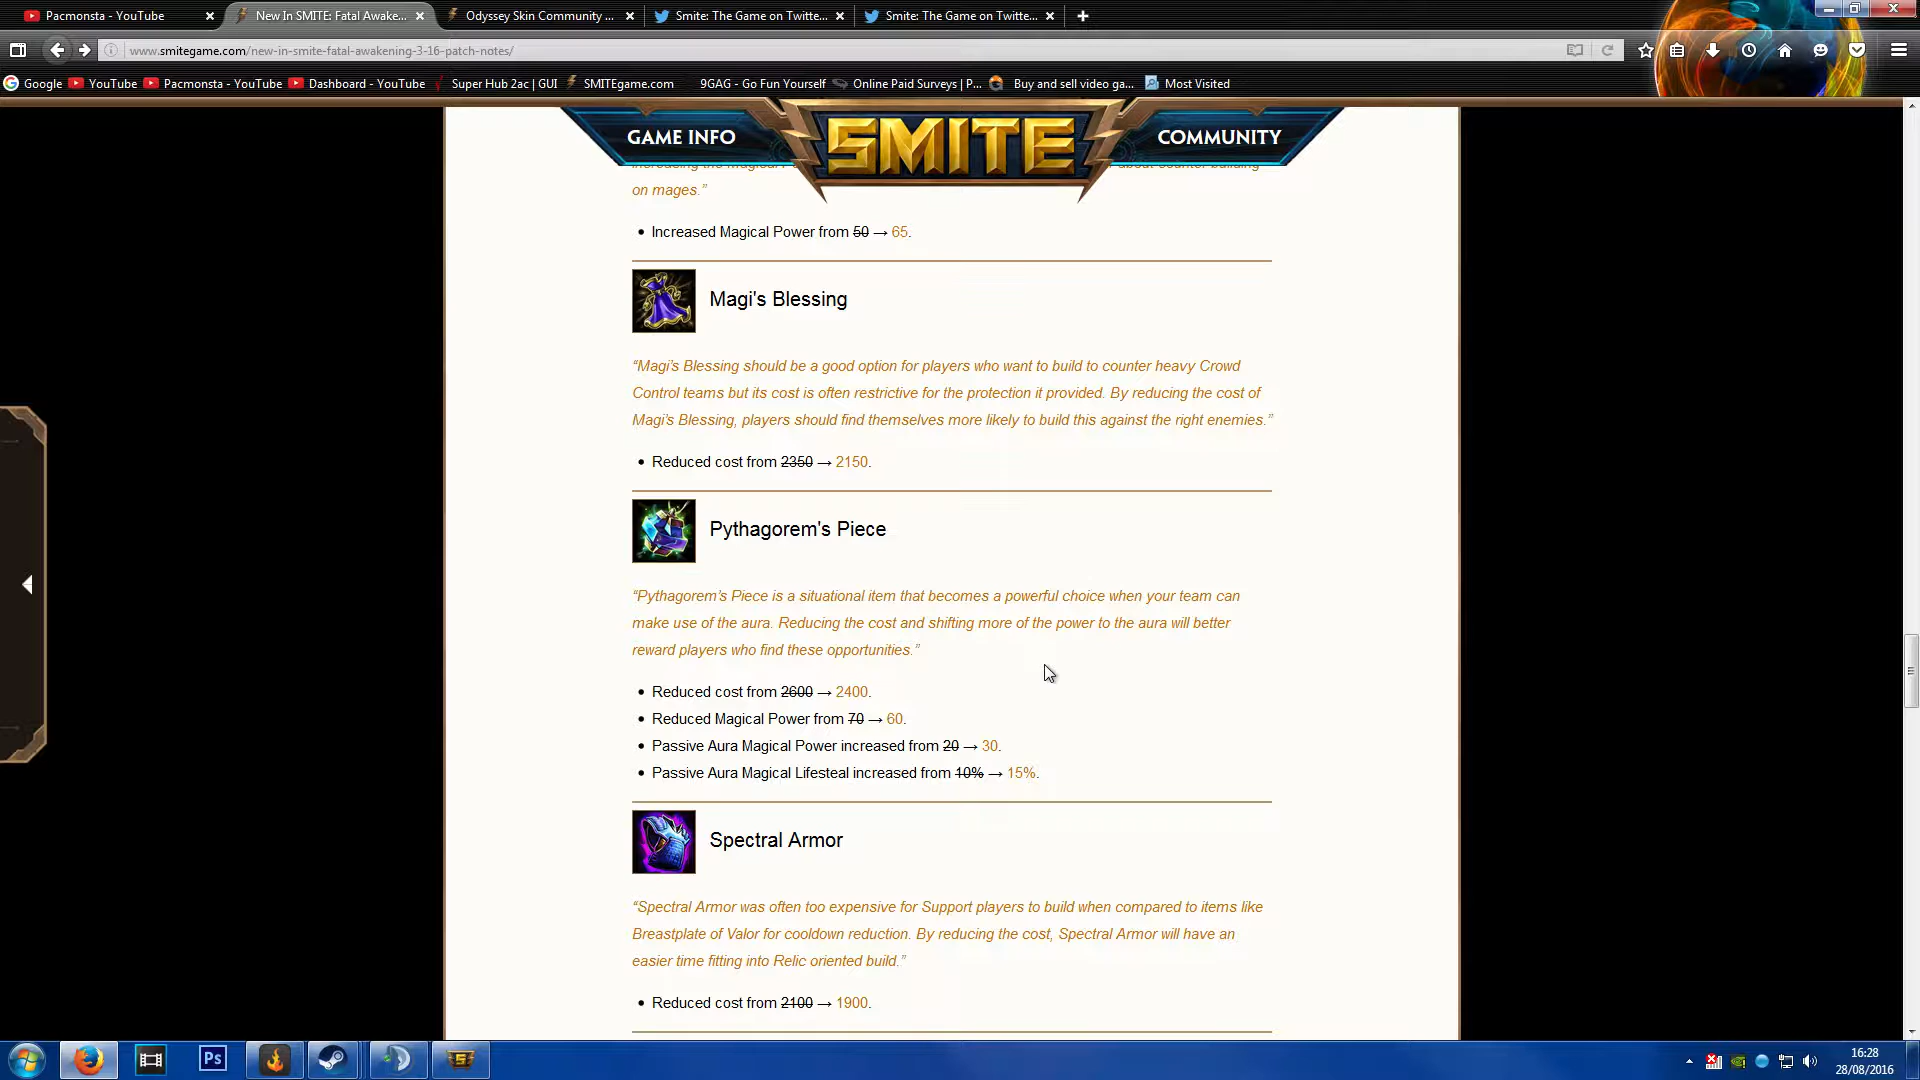 Pacmonsta - YouTube
New In SMITE: Fatal Awake...
Odyssey Skin Community ...
Smite: The Game on Twitte...
Smite: The Game on Twitte...
www.smitegame.com/new-in-smite-fatal-awakening-3-16-patch-notes/
Google YouTube Pacmonsta - YouTube Dashboard - YouTube Super Hub 2ac | GUI SMITEgame.com 9GAG - Go Fun Yourself Online Paid Surveys | P... Buy and sell video ga... Most Visited
GAME INFO SMITE COMMUNITY
on mages.”
• Increased Magical Power from 50 → 65.
Magi's Blessing
“Magi’s Blessing should be a good option for players who want to build to counter heavy Crowd
Control teams but its cost is often restrictive for the protection it provided. By reducing the cost of
Magi’s Blessing, players should find themselves more likely to build this against the right enemies.”
• Reduced cost from 2350 → 2150.
Pythagorem's Piece
“Pythagorem’s Piece is a situational item that becomes a powerful choice when your team can
make use of the aura. Reducing the cost and shifting more of the power to the aura will better
reward players who find these opportunities.”
• Reduced cost from 2600 → 2400.
• Reduced Magical Power from 70 → 60.
• Passive Aura Magical Power increased from 20 → 30.
• Passive Aura Magical Lifesteal increased from 10% → 15%.
Spectral Armor
“Spectral Armor was often too expensive for Support players to build when compared to items like
Breastplate of Valor for cooldown reduction. By reducing the cost, Spectral Armor will have an
easier time fitting into Relic oriented build.”
• Reduced cost from 2100 → 1900.
Ps
16:28
28/08/2016